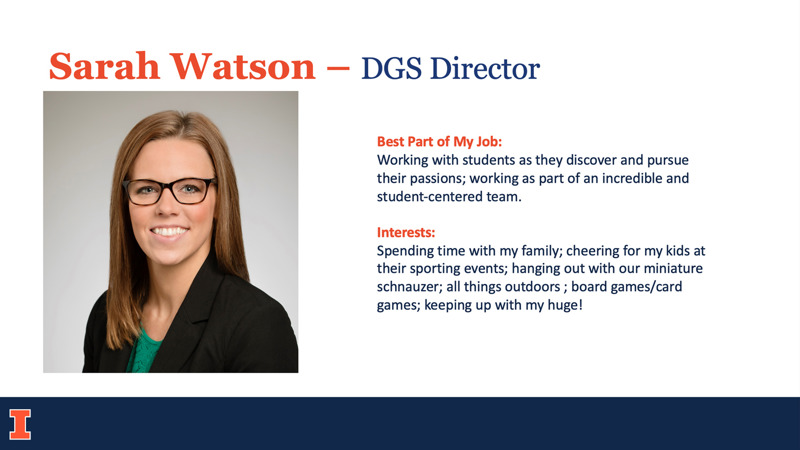 Sarah Watson – DGS Director
Best Part of My Job:
Working with students as they discover and pursue
their passions; working as part of an incredible and
student-centered team.
Interests:
Spending time with my family; cheering for my kids at
their sporting events; hanging out with our miniature
schnauzer; all things outdoors ; board games/card
games; keeping up with my huge!
I